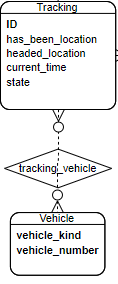 Tracking
ID
has_been_location
headed_location
current_time
state
tracking_vehicle
Vehicle
vehicle_kind
vehicle_number